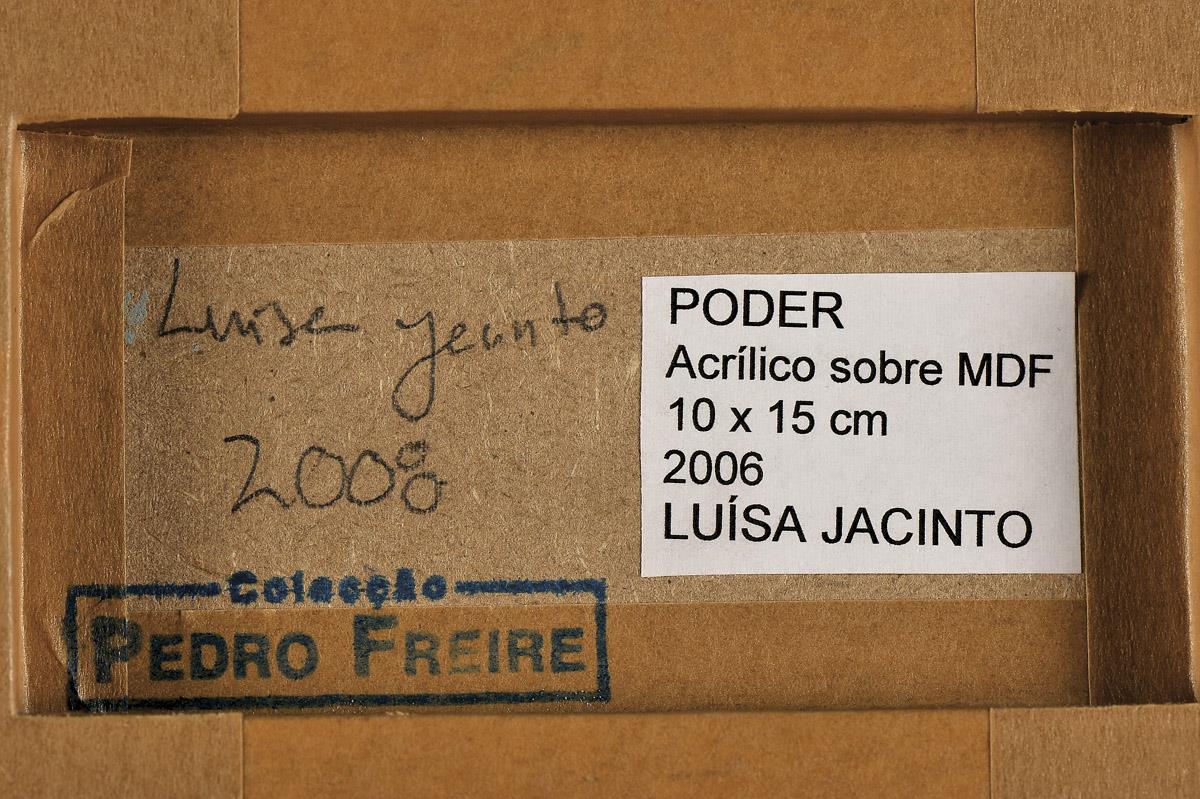 Luísa Jacinto
2008
PODER
Acrílico sobre MDF
10 x 15 cm
2006
LUÍSA JACINTO
Colecção
PEDRO FREIRE